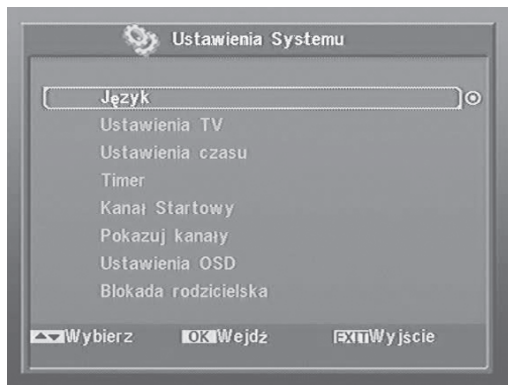 Ustawienia Systemu
Język
Ustawienia TV
Ustawienia czasu
Timer
Kanał Startowy
Pokazuj kanały
Ustawienia OSD
Blokada rodzicielska
Wybierz OK Wejdź EXIT Wyjście